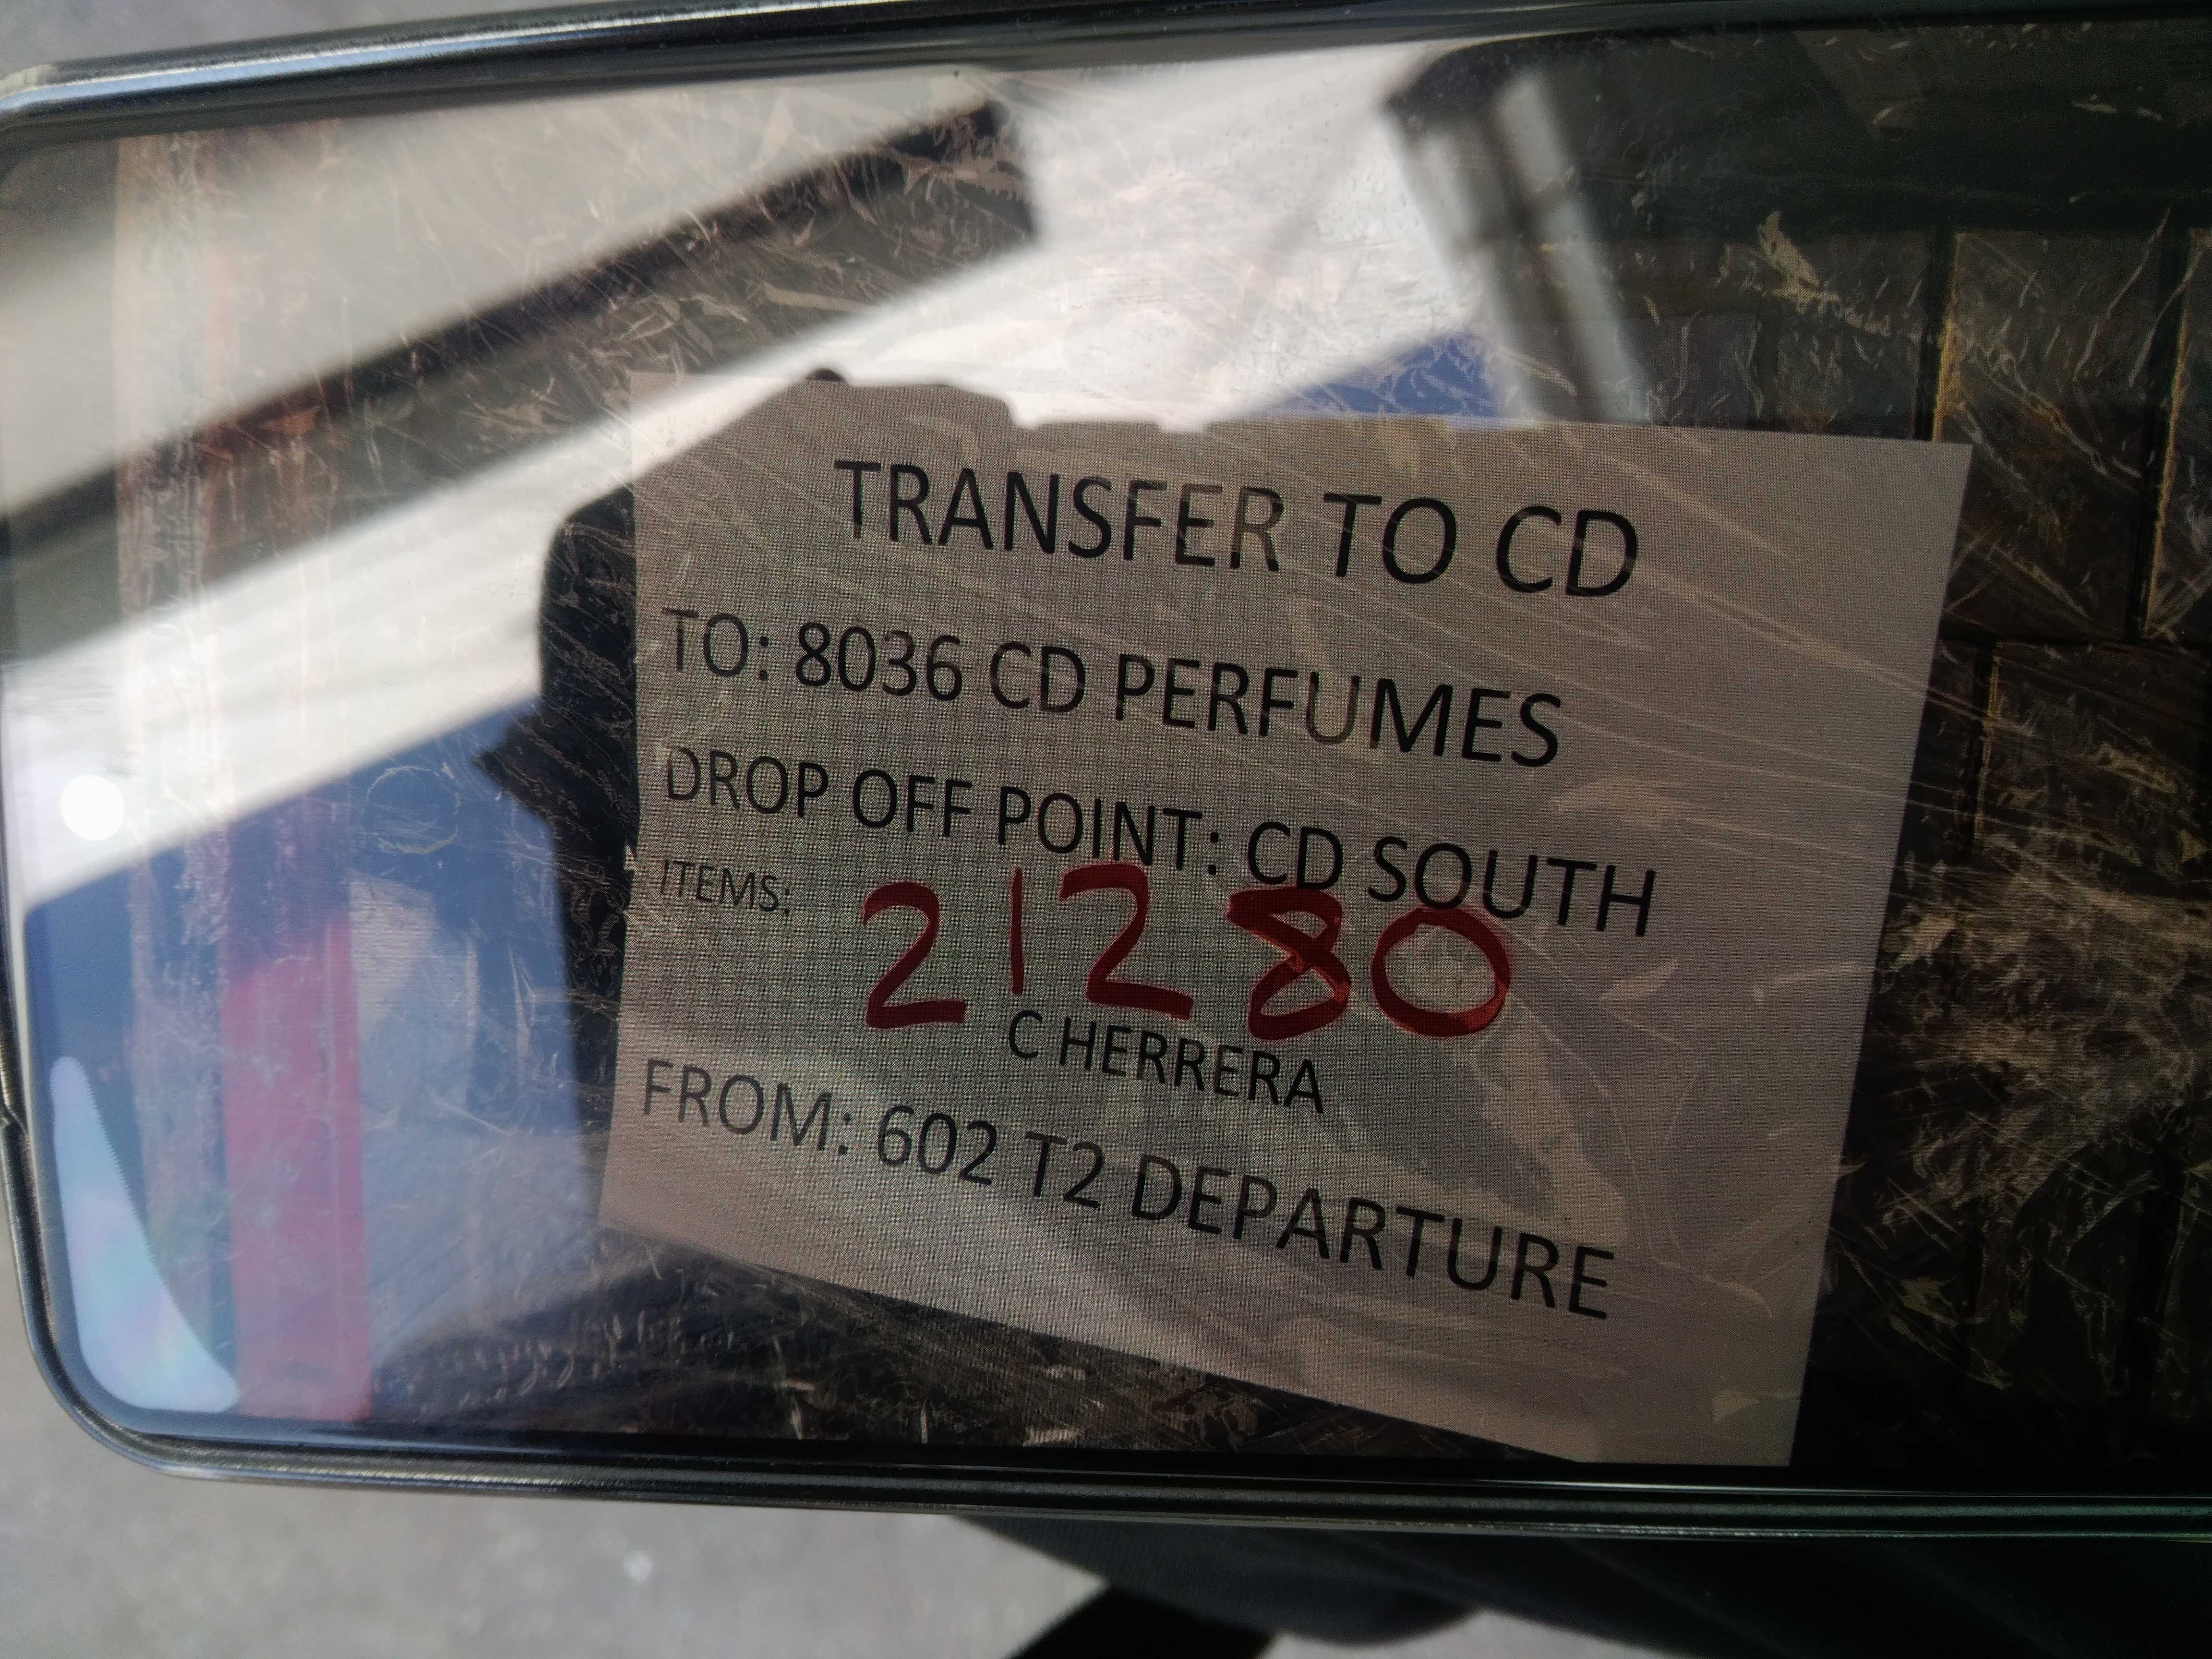 TRANSFER TO CD
TO: 8036 CD PERFUMES
DROP OFF POINT: CD SOUTH
ITEMS: 21280
C HERRERA
FROM: 602 T2 DEPARTURE